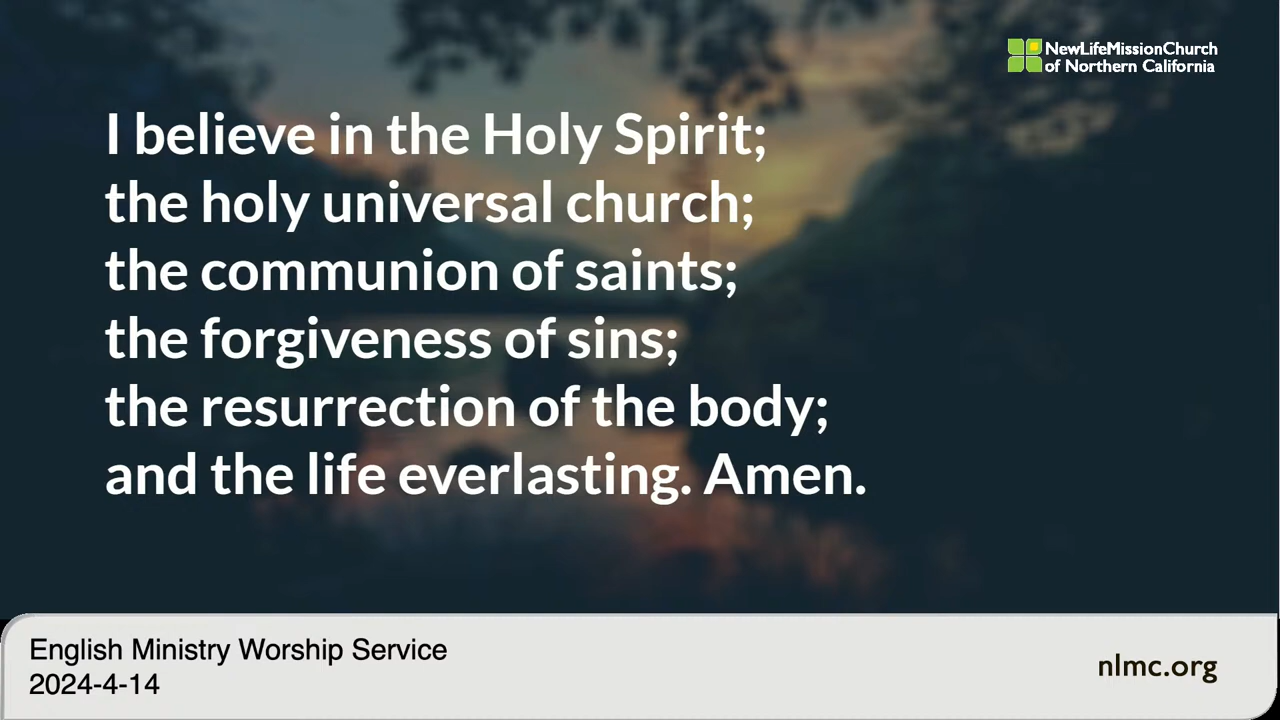 NewLifeMissionChurch
of Northern California
I believe in the Holy Spirit;
the holy universal church;
the communion of saints;
the forgiveness of sins;
the resurrection of the body;
and the life everlasting. Amen.
English Ministry Worship Service
2024-4-14
nlmc.org